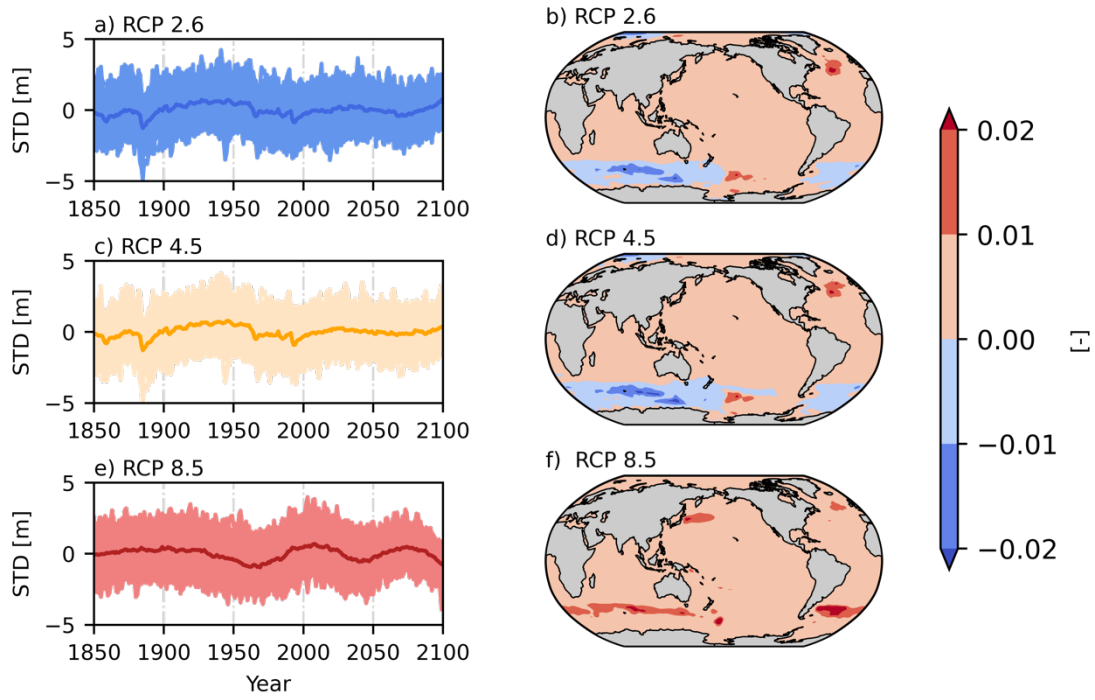 a) RCP 2.6
STD [m]
5
0
−5
1850 1900 1950 2000 2050 2100
b) RCP 2.6
c) RCP 4.5
STD [m]
5
0
−5
1850 1900 1950 2000 2050 2100
d) RCP 4.5
e) RCP 8.5
STD [m]
5
0
−5
1850 1900 1950 2000 2050 2100
Year
f) RCP 8.5
0.02
0.01
0.00
−0.01
−0.02
[-]